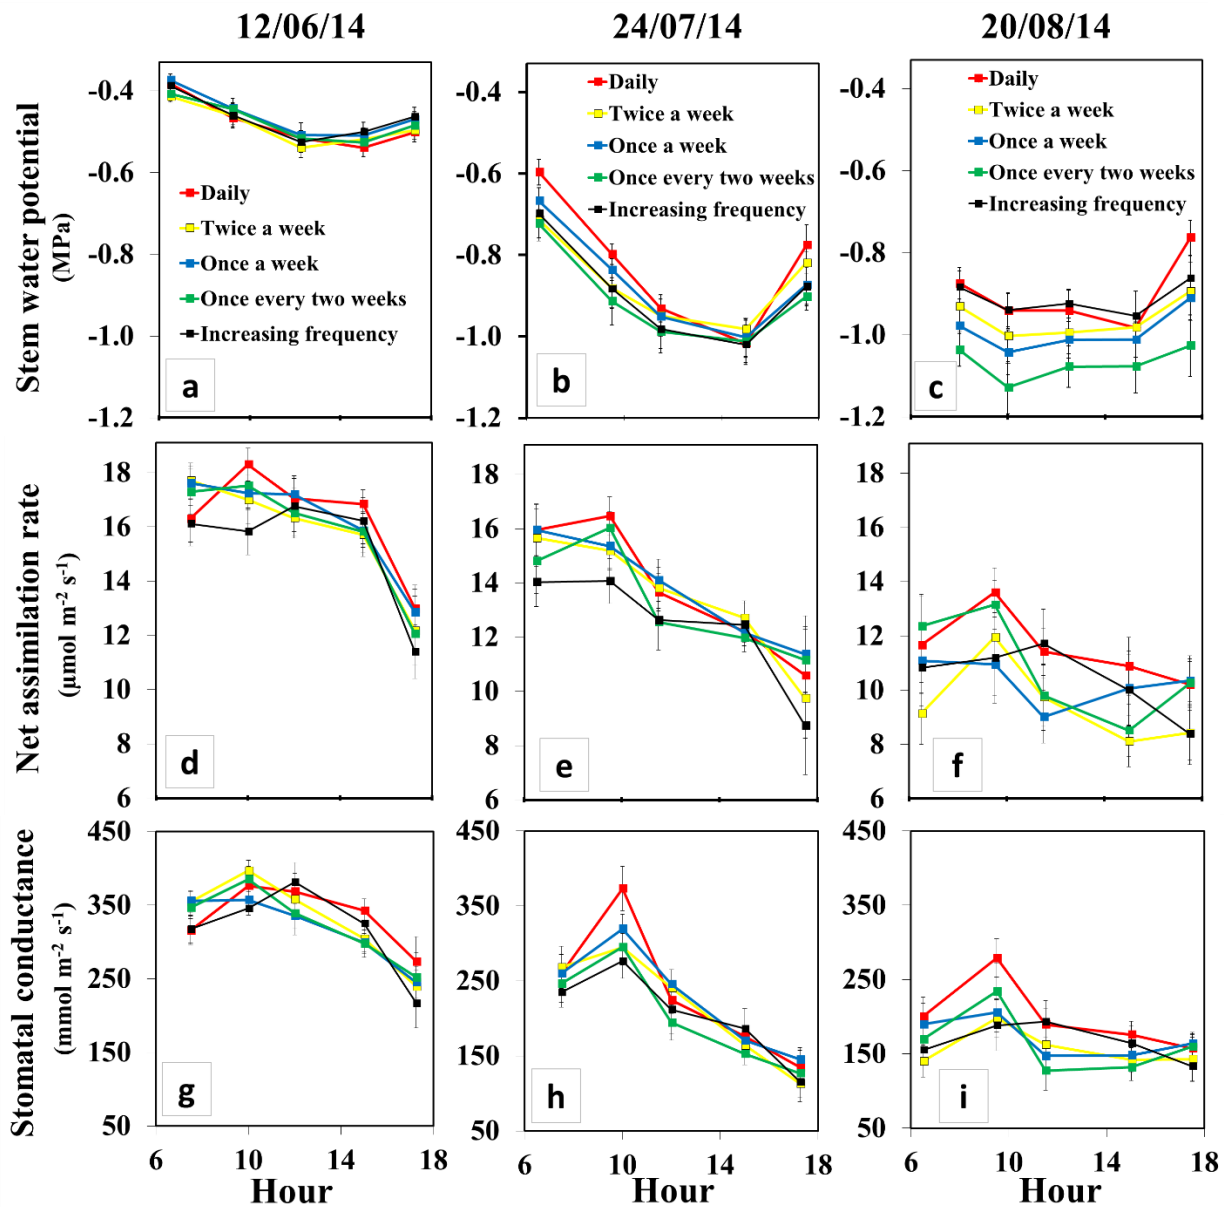 12/06/14
24/07/14
20/08/14
Stem water potential
(MPa)
-0.4
-0.6
-0.8
-1.0
-1.2
Daily
Twice a week
Once a week
Once every two weeks
Increasing frequency
a
-0.4
-0.6
-0.8
-1.0
-1.2
Daily
Twice a week
Once a week
Once every two weeks
Increasing frequency
b
-0.4
-0.6
-0.8
-1.0
-1.2
Daily
Twice a week
Once a week
Once every two weeks
Increasing frequency
c
Net assimilation rate
(µmol m⁻² s⁻¹)
18
16
14
12
10
8
6
d
18
16
14
12
10
8
6
e
18
16
14
12
10
8
6
f
Stomatal conductance
(mmol m⁻² s⁻¹)
450
350
250
150
50
g
6
10
14
18
Hour
450
350
250
150
50
h
6
10
14
18
Hour
450
350
250
150
50
i
6
10
14
18
Hour